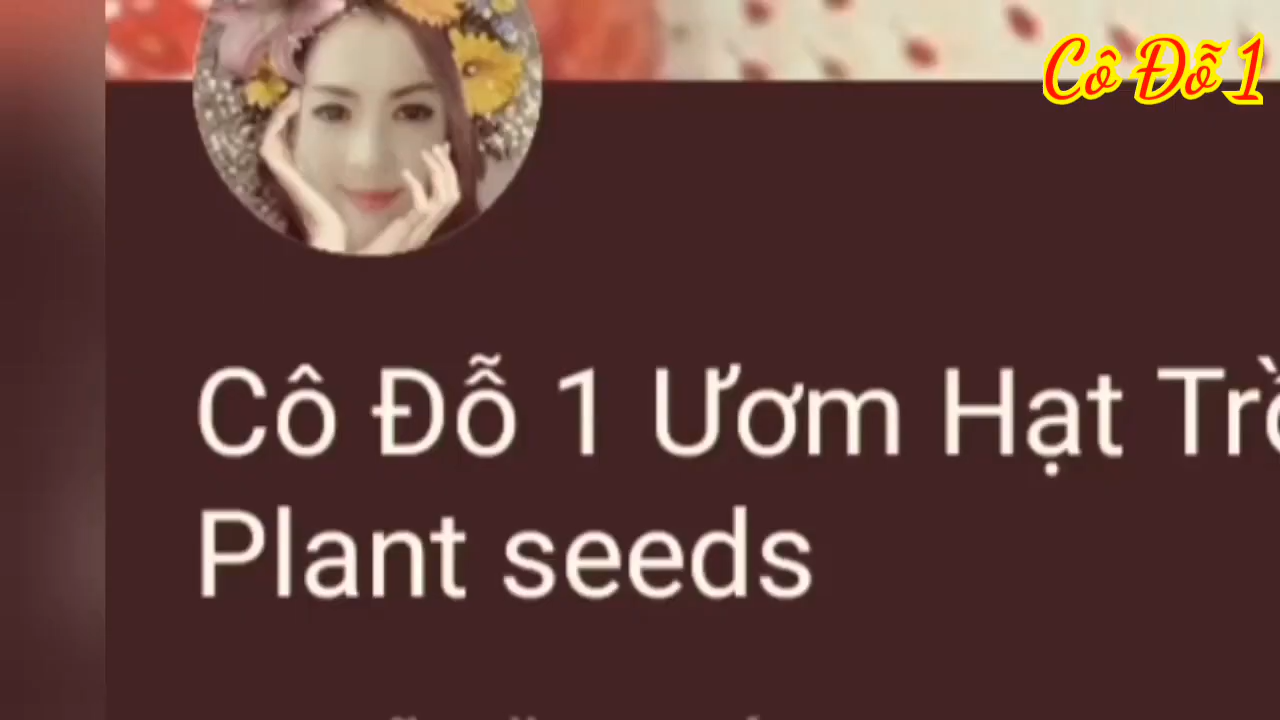 Cô Đỗ 1
Cô Đỗ 1 Ươm Hạt
Plant seeds